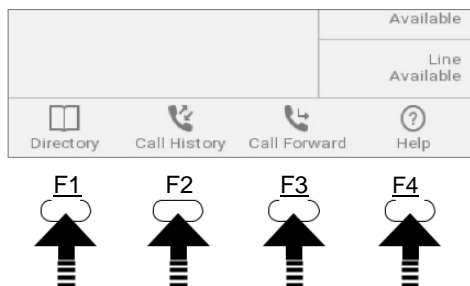 Available
Line
Available
Directory Call History Call Forward Help
F1 F2 F3 F4